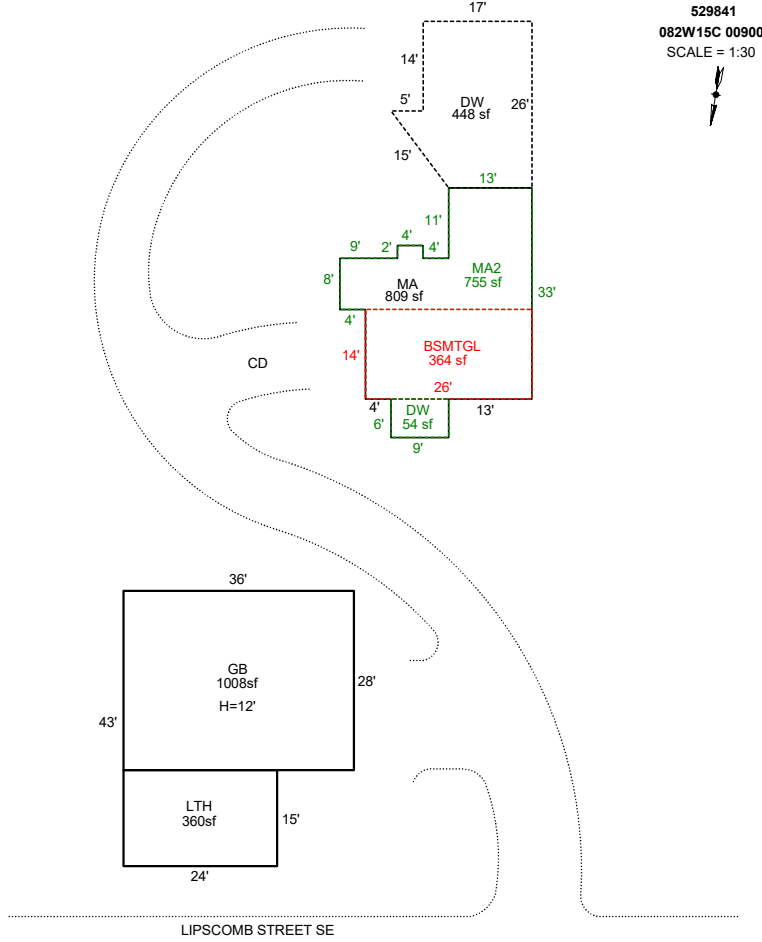 17'
529841
082W15C 00900
SCALE = 1:30
14'
5'
DW
448 sf
26'
15'
13'
11'
4'
9'
2'
4'
8'
MA
809 sf
MA2
755 sf
33'
4'
14'
BSMTGL
364 sf
CD
26'
4'
DW
54 sf
13'
6'
9'
36'
GB
1008sf
H=12'
28'
43'
LTH
360sf
15'
24'
LIPSCOMB STREET SE